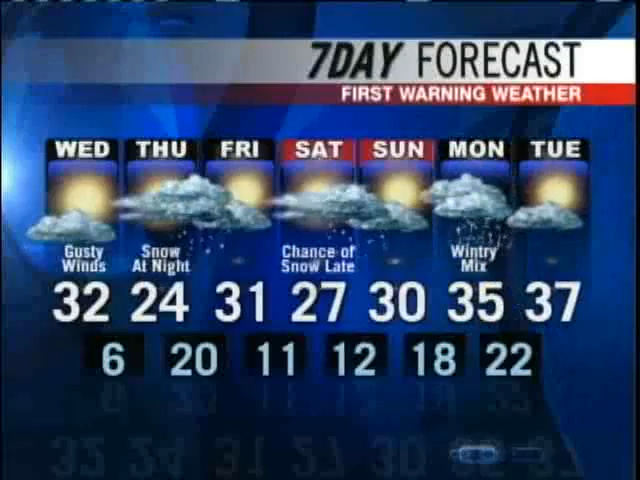 7DAY FORECAST
FIRST WARNING WEATHER
WED THU FRI SAT SUN MON TUE
Gusty Winds Snow At Night Chance of Snow Late Wintry Mix
32 24 31 27 30 35 37
6 20 11 12 18 22